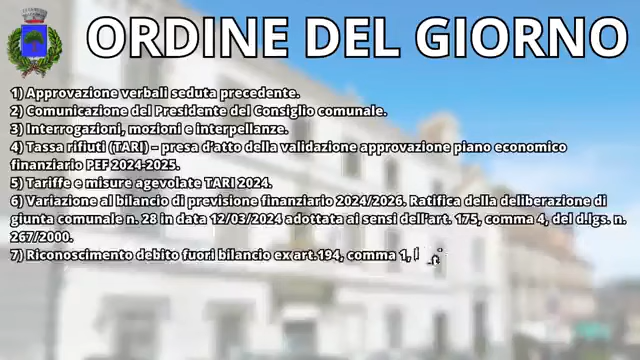 ORDINE DEL GIORNO
1) Approvazione verbali seduta precedente.
2) Comunicazione del Presidente del Consiglio comunale.
3) Interrogazioni, mozioni e interpellanze.
4) Tassa rifiuti (TARI) – presa d'atto della validazione approvazione piano economico
finanziario PEF 2024-2025.
5) Tariffe e misure agevolate TARI 2024.
6) Variazione al bilancio di previsione finanziario 2024/2026. Ratifica della deliberazione di
giunta comunale n. 28 in data 12/03/2024 adottata ai sensi dell'art. 175, comma 4, del d.lgs. n.
267/2000.
7) Riconoscimento debito fuori bilancio ex art.194, comma 1,